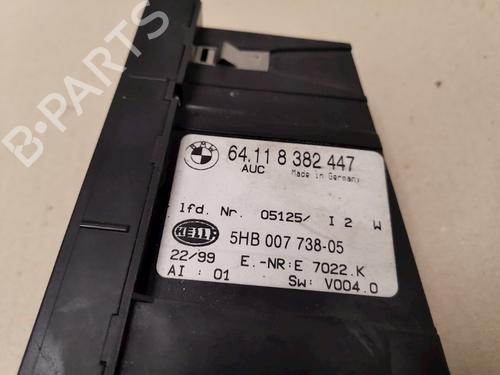 B-PARTS
BMW
64.11 8 382 447
AUC Made in Germany
lfd. Nr. 05125/ I 2 W
HELLA 5HB 007 738-05
22/99 E.-NR:E 7022.K
AI : 01 SW: V004.0